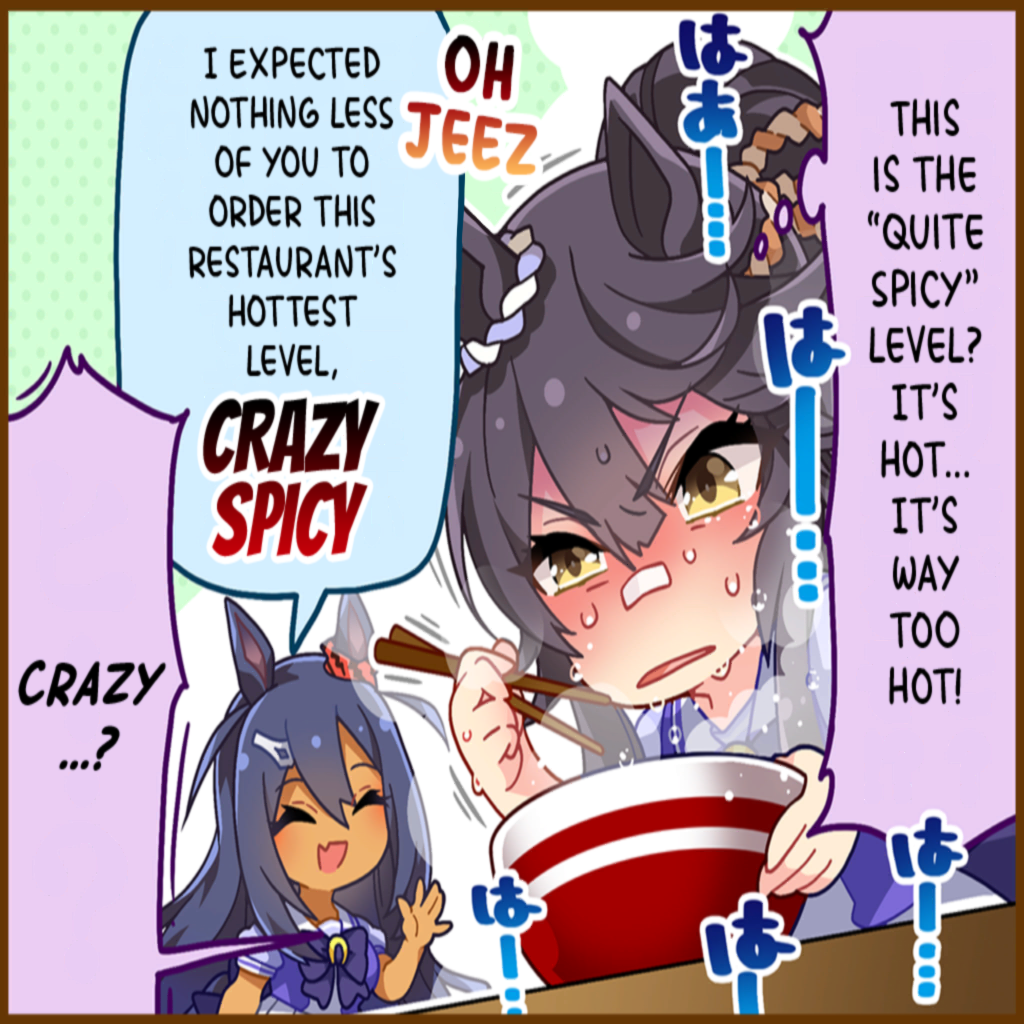 THIS
IS THE
“QUITE
SPICY”
LEVEL?
IT’S
HOT...
IT’S
WAY
TOO
HOT!
はあー……
はー……
OH
JEEZ
I EXPECTED
NOTHING LESS
OF YOU TO
ORDER THIS
RESTAURANT’S
HOTTEST
LEVEL,
CRAZY
SPICY
CRAZY
...?
はー……
はー
はー…